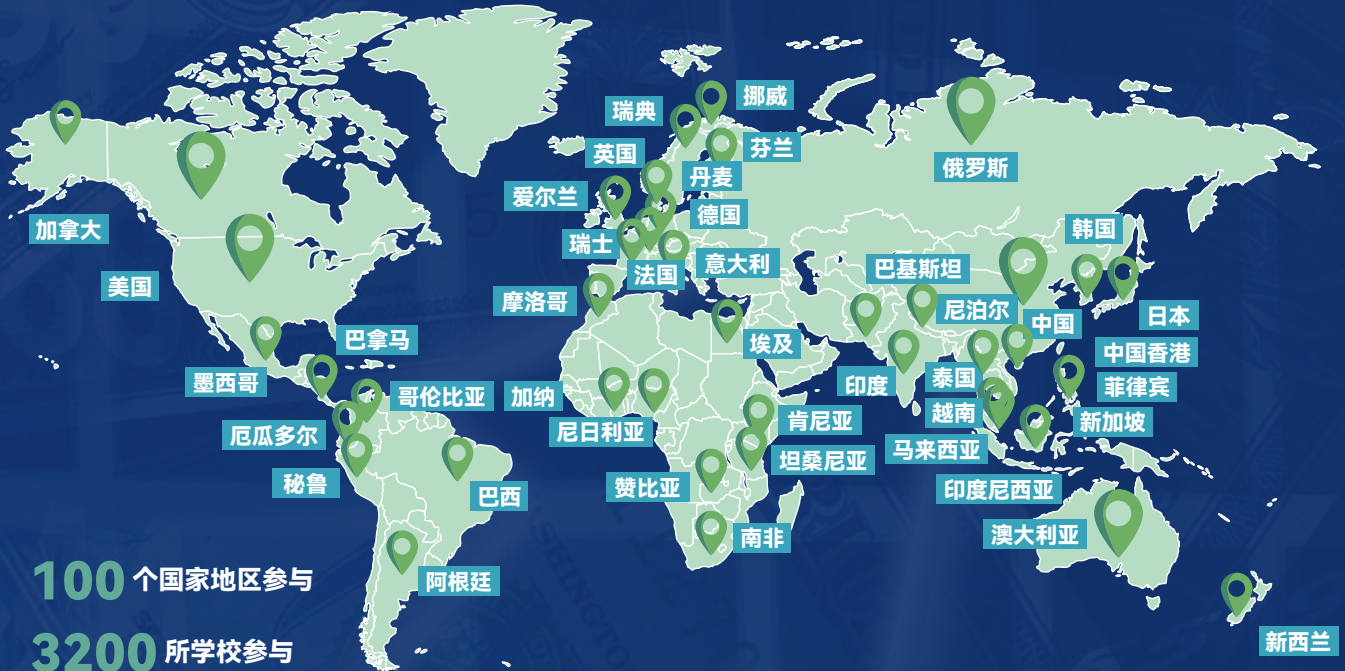 挪威
瑞典
芬兰
英国
丹麦
俄罗斯
爱尔兰
德国
加拿大
韩国
瑞士
意大利
法国
巴基斯坦
美国
摩洛哥
尼泊尔
日本
中国
巴拿马
埃及
中国香港
墨西哥
哥伦比亚
加纳
印度
泰国
菲律宾
越南
肯尼亚
新加坡
厄瓜多尔
尼日利亚
马来西亚
坦桑尼亚
秘鲁
巴西
赞比亚
印度尼西亚
南非
澳大利亚
阿根廷
100 个国家地区参与
新西兰
3200 所学校参与